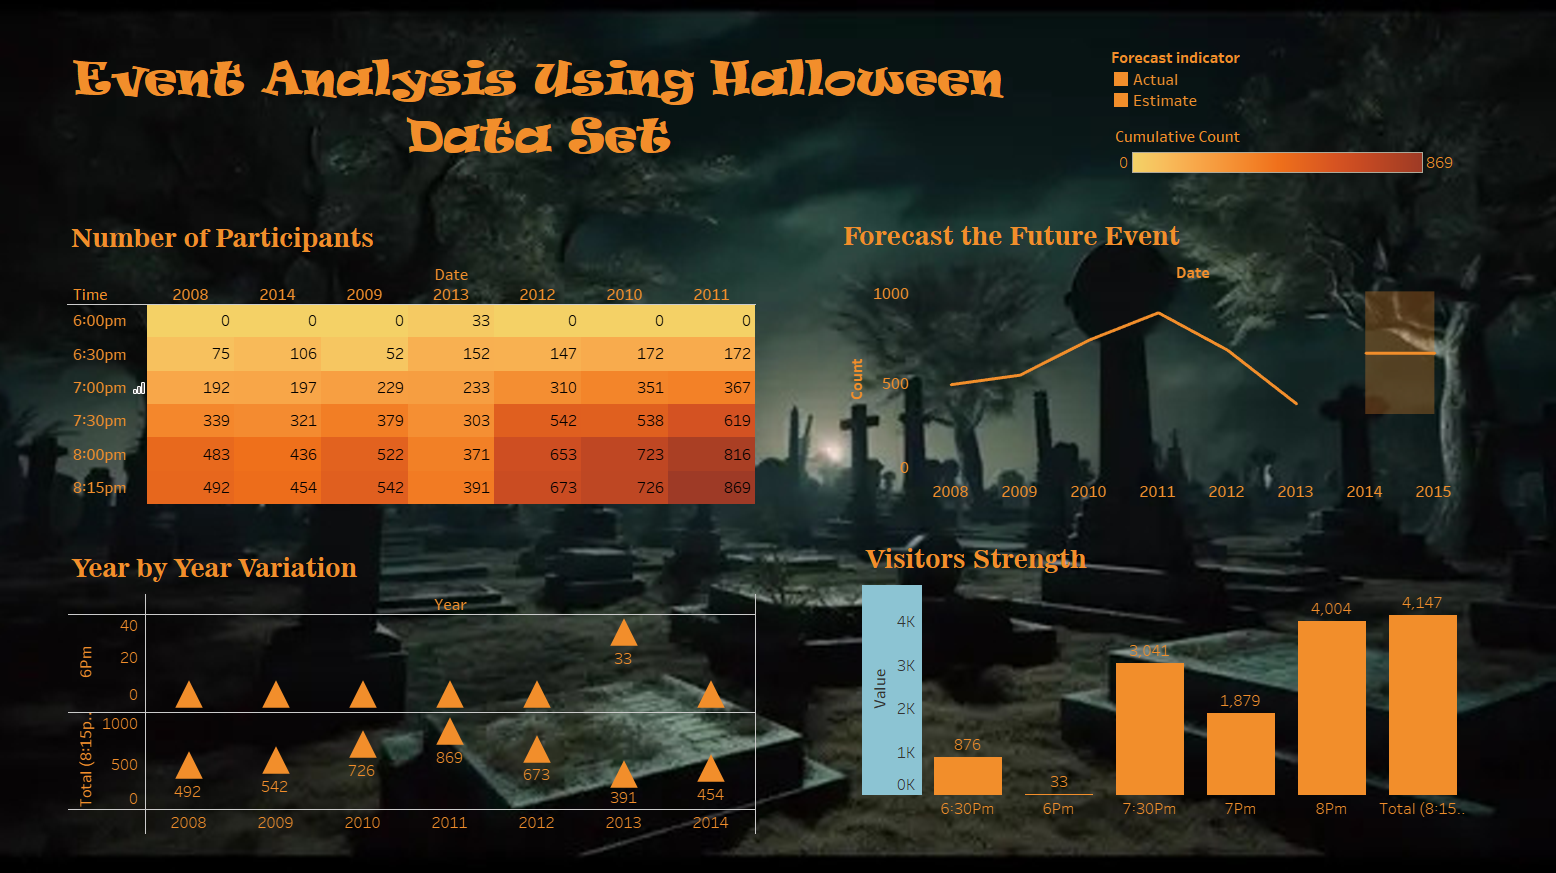 Event Analysis Using Halloween
Data Set
Forecast indicator
Actual
Estimate
Cumulative Count
0 869
Number of Participants
Date
Time 2008 2014 2009 2013 2012 2010 2011
6:00pm 0 0 0 33 0 0 0
6:30pm 75 106 52 152 147 172 172
7:00pm 192 197 229 233 310 351 367
7:30pm 339 321 379 303 542 538 619
8:00pm 483 436 522 371 653 723 816
8:15pm 492 454 542 391 673 726 869
Forecast the Future Event
Date
Count
1000
500
0
2008 2009 2010 2011 2012 2013 2014 2015
Year by Year Variation
Year
6Pm
40
20
0
33
Total (8:15p..
1000
500
0
492 542 726 869 673 391 454
2008 2009 2010 2011 2012 2013 2014
Visitors Strength
Value
4K
3K
2K
1K
0K
876 33 3,041 1,879 4,004 4,147
6:30Pm 6Pm 7:30Pm 7Pm 8Pm Total (8:15..